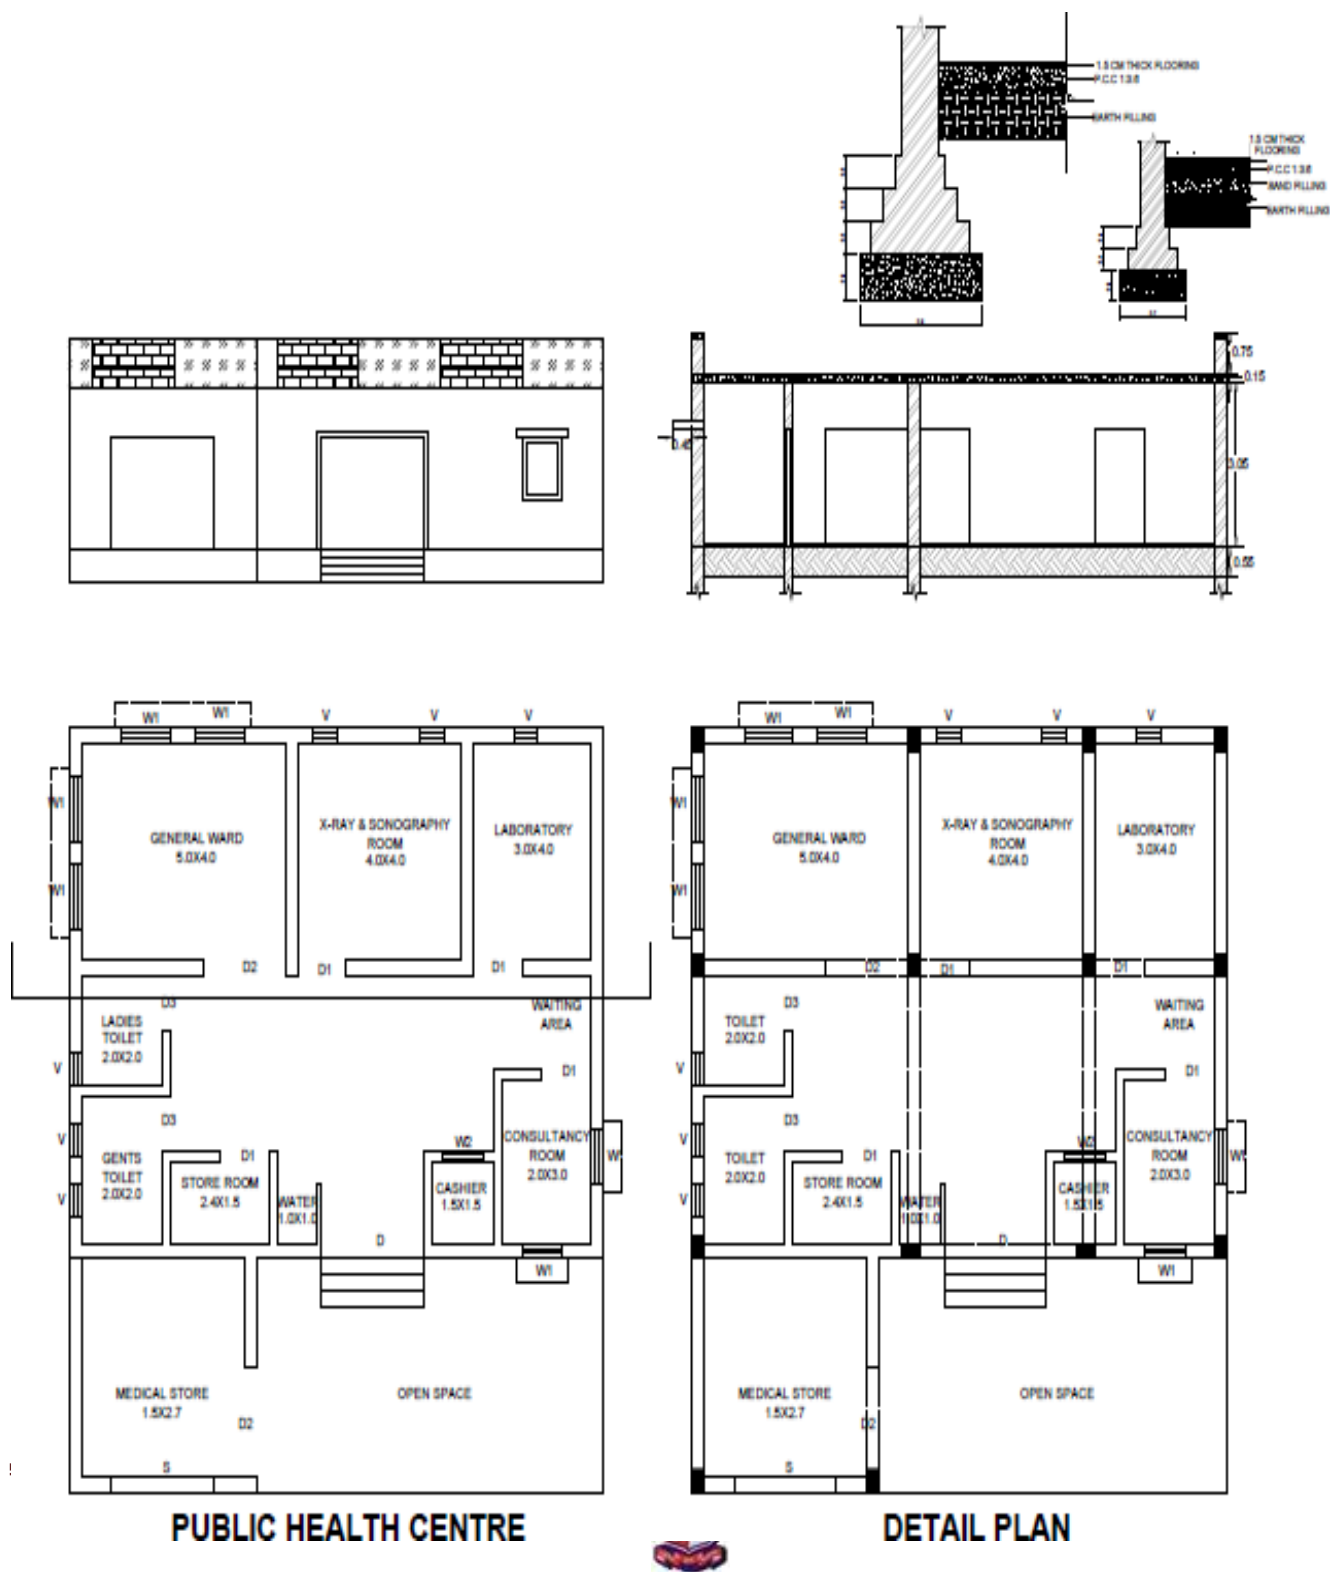 1.5 CM THICK FLOORING
P.C.C 1:3:6
EARTH FILLING
1.5 CM THICK
FLOORING
P.C.C 1:3:6
SAND FILLING
EARTH FILLING
0.75
0.15
0.45
3.05
0.55
W1 W1 V V V
W1
GENERAL WARD
5.0X4.0
X-RAY & SONOGRAPHY
ROOM
4.0X4.0
LABORATORY
3.0X4.0
W1
D2 D1 D1
D3
LADIES
TOILET
2.0X2.0
WAITING
AREA
V
D1
D3
V
GENTS
TOILET
2.0X2.0
D1
STORE ROOM
2.4X1.5
WATER
1.0X1.0
W2
CASHIER
1.5X1.5
CONSULTANCY
ROOM
2.0X3.0
V
D
W1
MEDICAL STORE
1.5X2.7
OPEN SPACE
D2
S
PUBLIC HEALTH CENTRE
W1 W1 V V V
W1
GENERAL WARD
5.0X4.0
X-RAY & SONOGRAPHY
ROOM
4.0X4.0
LABORATORY
3.0X4.0
W1
D2 D1 D1
D3
TOILET
2.0X2.0
WAITING
AREA
V
D1
D3
V
TOILET
2.0X2.0
D1
STORE ROOM
2.4X1.5
WATER
1.0X1.0
W2
CASHIER
1.5X1.5
CONSULTANCY
ROOM
2.0X3.0
V
D
W1
MEDICAL STORE
1.5X2.7
OPEN SPACE
D2
S
DETAIL PLAN